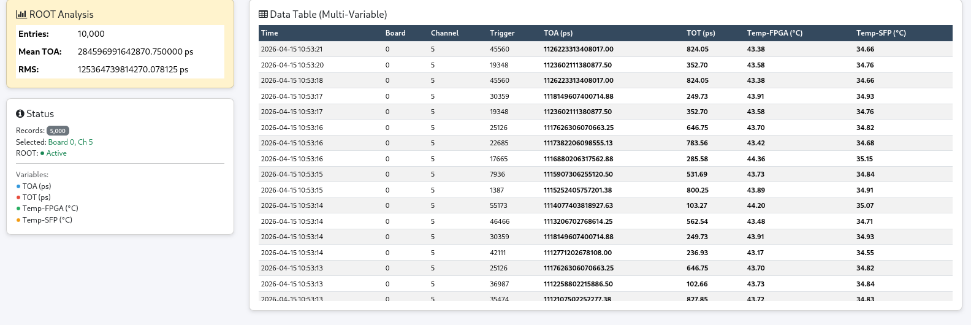 ROOT Analysis
Entries: 10,000
Mean TOA: 284596991642870.750000 ps
RMS: 125364739814270.078125 ps
Status
Records: 5,000
Selected: Board 0, Ch 5
ROOT: Active
Variables:
TOA (ps)
TOT (ps)
Temp-FPGA (°C)
Temp-SFP (°C)
Data Table (Multi-Variable)
Time Board Channel Trigger TOA (ps) TOT (ps) Temp-FPGA (°C) Temp-SFP (°C)
2026-04-15 10:53:21 0 5 45560 1126223313408017.00 824.05 43.38 34.66
2026-04-15 10:53:20 0 5 19348 1123602111380877.50 352.70 43.58 34.76
2026-04-15 10:53:18 0 5 45560 1126223313408017.00 824.05 43.38 34.66
2026-04-15 10:53:17 0 5 30359 1118149607400714.88 249.73 43.91 34.93
2026-04-15 10:53:17 0 5 19348 1123602111380877.50 352.70 43.58 34.76
2026-04-15 10:53:16 0 5 25126 1117626306070663.25 646.75 43.70 34.82
2026-04-15 10:53:16 0 5 22685 1117382206098555.13 783.56 43.42 34.68
2026-04-15 10:53:16 0 5 17665 1116880206317562.88 285.58 44.36 35.15
2026-04-15 10:53:15 0 5 7936 1115907306255120.50 531.69 43.73 34.84
2026-04-15 10:53:15 0 5 1387 1115252405757201.38 800.25 43.89 34.91
2026-04-15 10:53:14 0 5 55173 1114077403818927.63 103.27 44.20 35.07
2026-04-15 10:53:14 0 5 46466 1113206702768614.25 562.54 43.48 34.71
2026-04-15 10:53:14 0 5 30359 1118149607400714.88 249.73 43.91 34.93
2026-04-15 10:53:14 0 5 42111 1112771202678108.00 236.93 43.17 34.55
2026-04-15 10:53:13 0 5 25126 1117626306070663.25 646.75 43.70 34.82
2026-04-15 10:53:13 0 5 36987 1112258802215886.50 102.66 43.73 34.84
2026-04-15 10:53:13 0 5 35474 1112107502252277.38 827.85 43.72 34.83